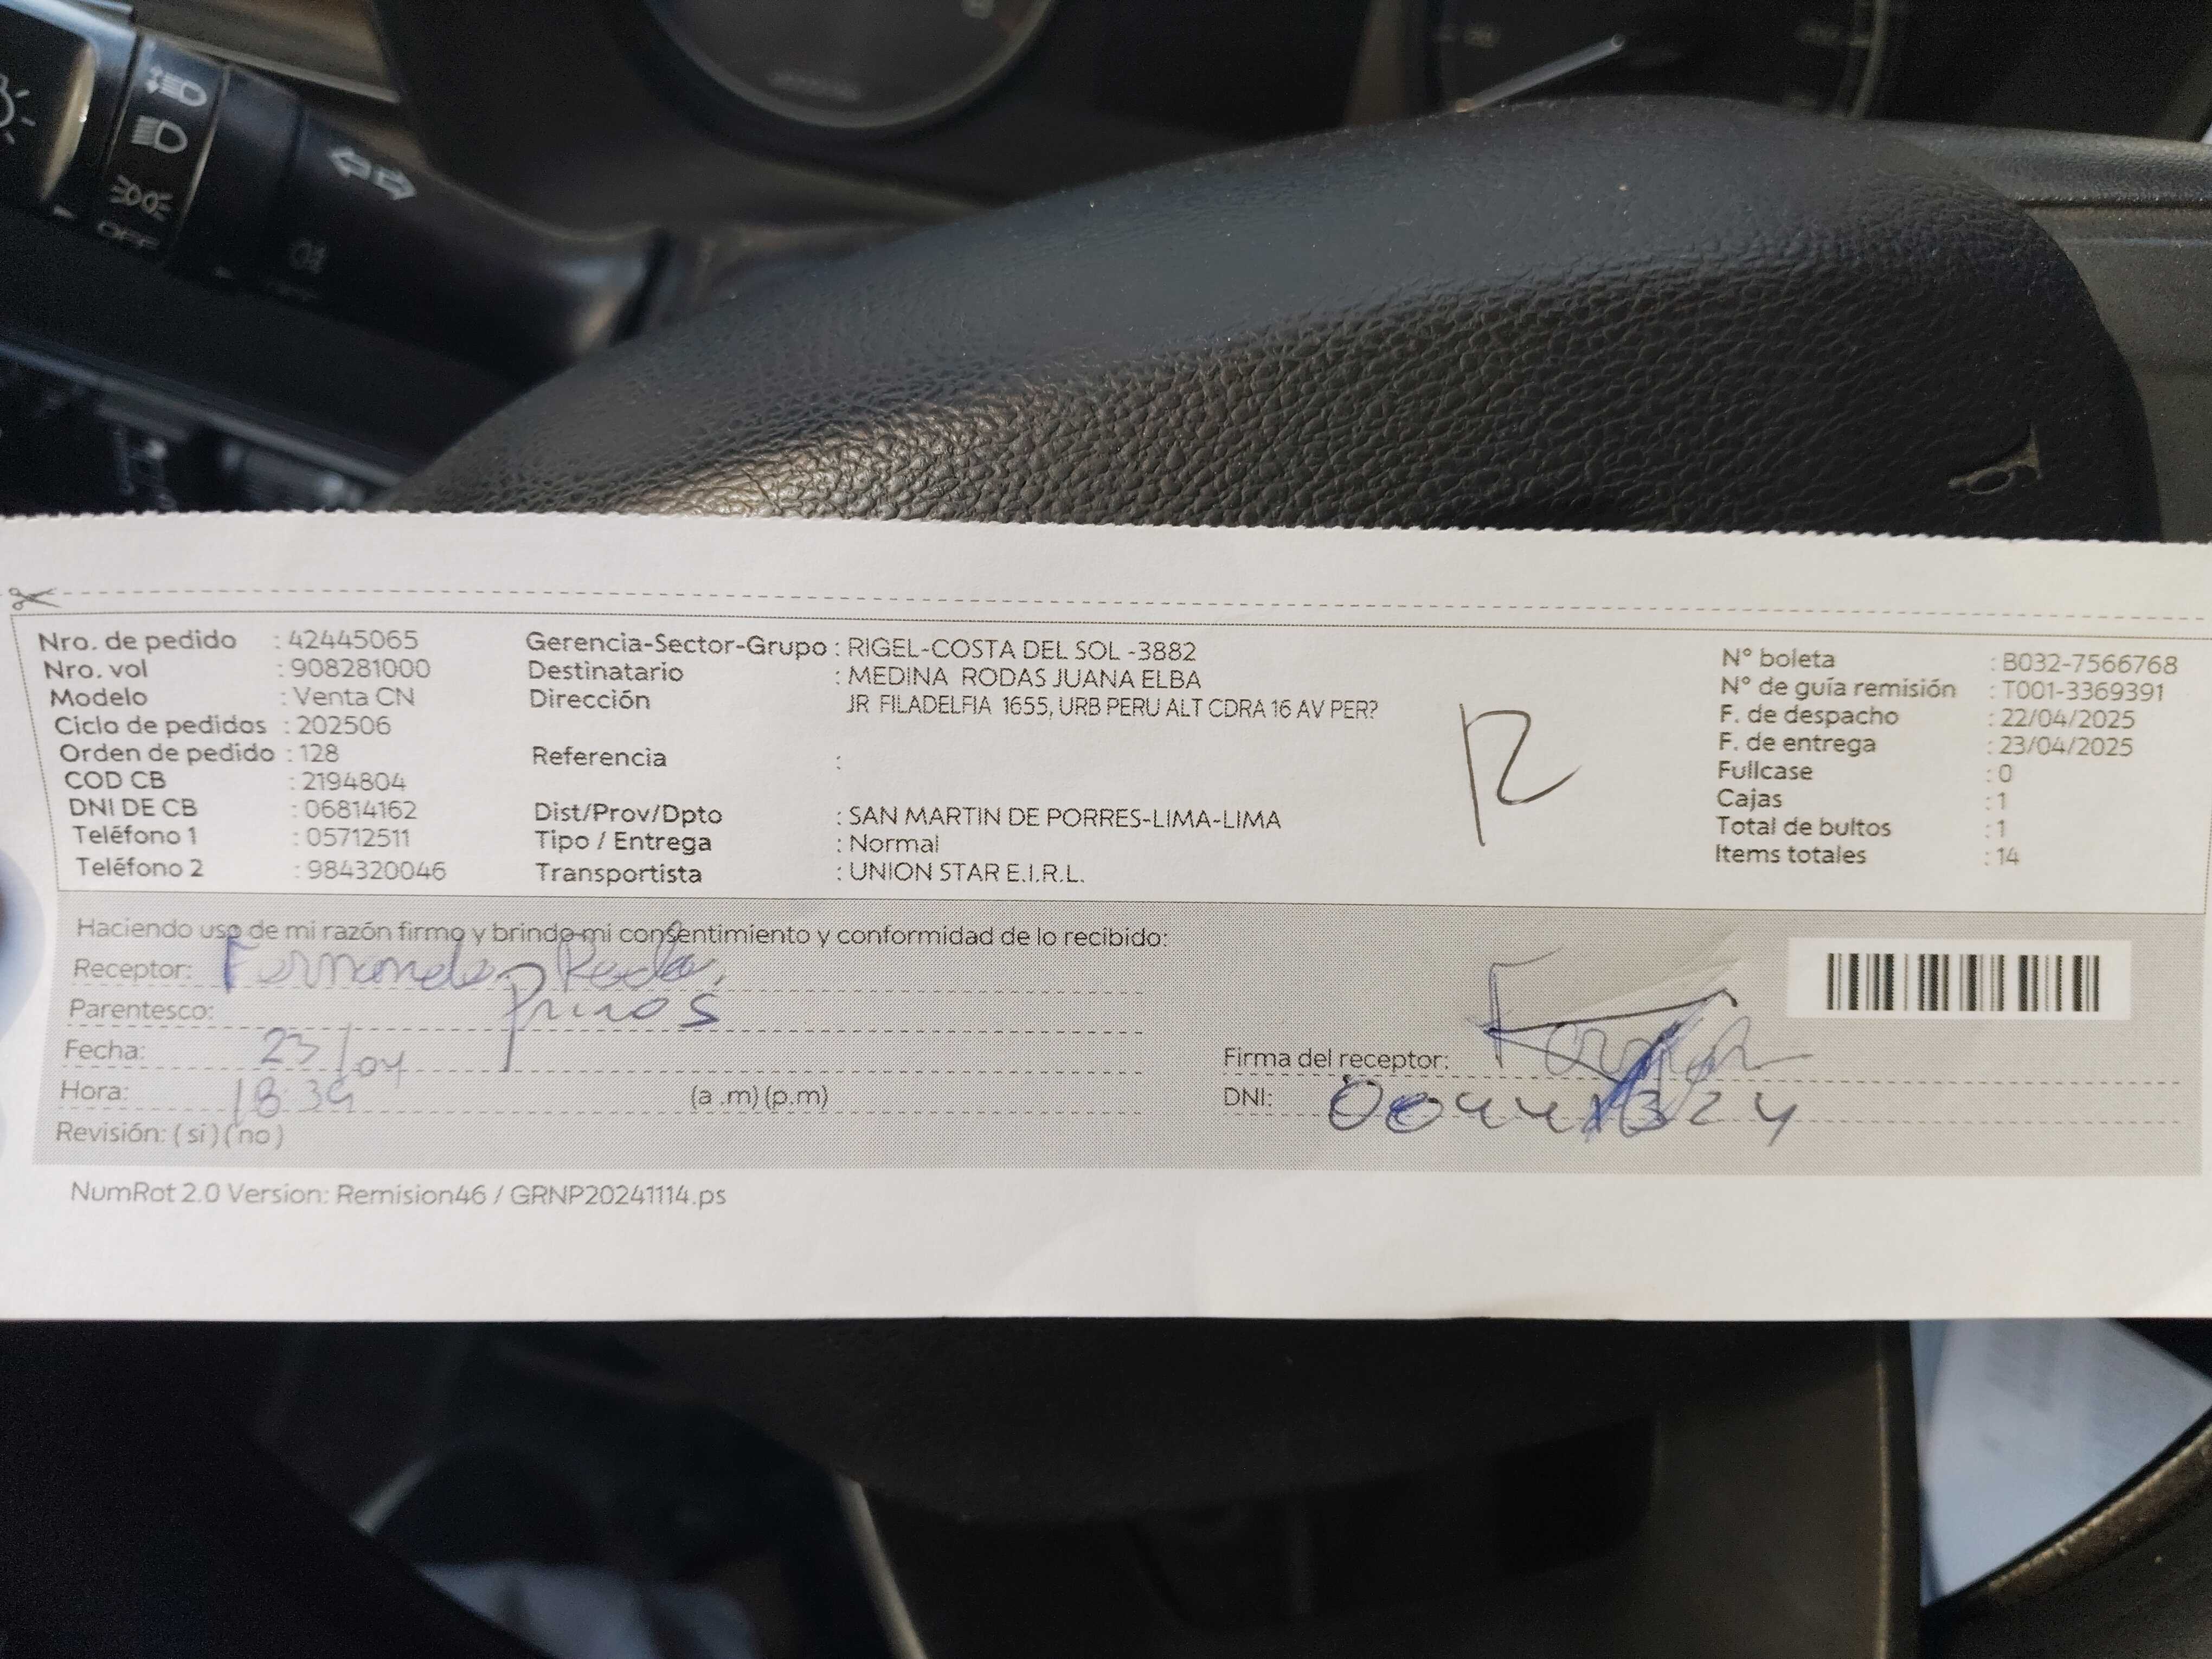 OFF
Nro. de pedido : 42445065
Nro. vol : 908281000
Modelo : Venta CN
Ciclo de pedidos : 202506
Orden de pedido : 128
COD CB : 2194804
DNI DE CB : 06814162
Teléfono 1 : 05712511
Teléfono 2 : 984320046
Gerencia-Sector-Grupo : RIGEL-COSTA DEL SOL -3882
Destinatario : MEDINA RODAS JUANA ELBA
Dirección JR FILADELFIA 1655, URB PERU ALT CDRA 16 AV PER?
Referencia :
Dist/Prov/Dpto : SAN MARTIN DE PORRES-LIMA-LIMA
Tipo / Entrega : Normal
Transportista : UNION STAR E.I.R.L.
R
N° boleta : B032-7566768
N° de guía remisión : T001-3369391
F. de despacho : 22/04/2025
F. de entrega : 23/04/2025
Fullcase : 0
Cajas : 1
Total de bultos : 1
Items totales : 14
Haciendo uso de mi razón firmo y brindo mi consentimiento y conformidad de lo recibido:
Receptor: Fernando
Parentesco: Primos
Fecha: 23/04
Hora: 18:39 (a .m) (p.m)
Revisión: ( si ) ( no )
Firma del receptor:
DNI:
NumRot 2.0 Version: Remision46 / GRNP20241114.ps